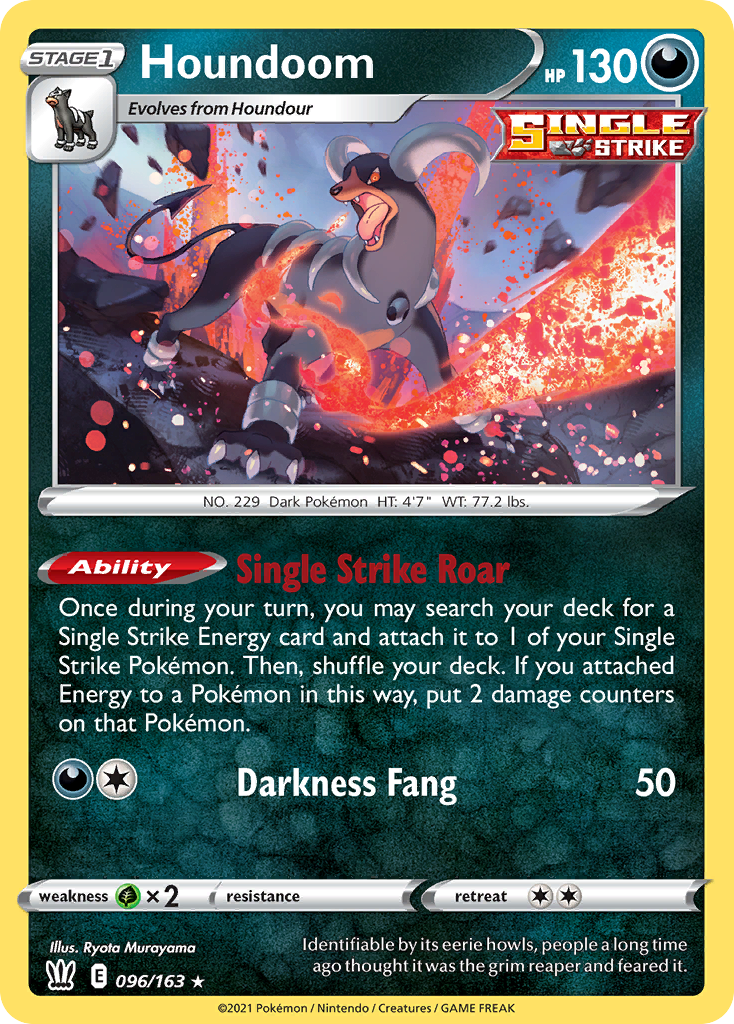 STAGE 1
Houndoom
HP 130
Evolves from Houndour
SINGLE
STRIKE
NO. 229 Dark Pokémon HT: 4'7" WT: 77.2 lbs.
Ability Single Strike Roar
Once during your turn, you may search your deck for a
Single Strike Energy card and attach it to 1 of your Single
Strike Pokémon. Then, shuffle your deck. If you attached
Energy to a Pokémon in this way, put 2 damage counters
on that Pokémon.
Darkness Fang 50
weakness ×2 resistance retreat
Illus. Ryota Murayama
Identifiable by its eerie howls, people a long time
ago thought it was the grim reaper and feared it.
E 096/163 ★
©2021 Pokémon / Nintendo / Creatures / GAME FREAK